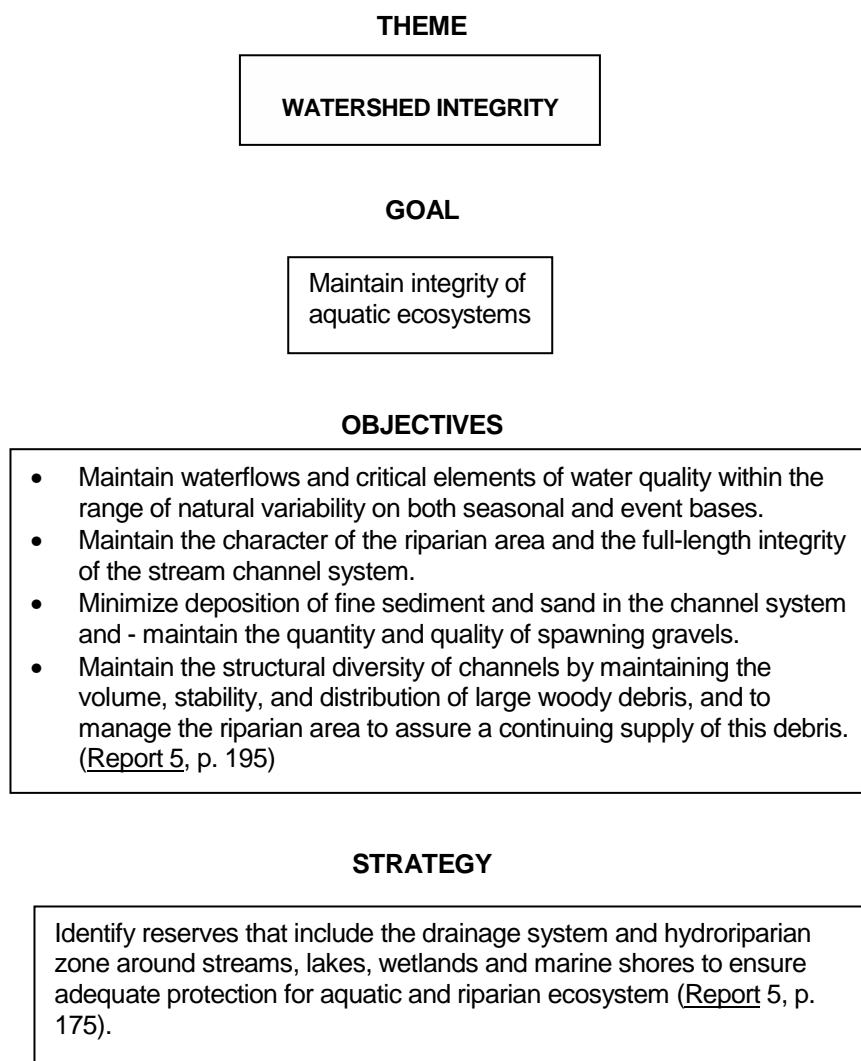 THEME
WATERSHED INTEGRITY
GOAL
Maintain integrity of
aquatic ecosystems
OBJECTIVES
• Maintain waterflows and critical elements of water quality within the
range of natural variability on both seasonal and event bases.
• Maintain the character of the riparian area and the full-length integrity
of the stream channel system.
• Minimize deposition of fine sediment and sand in the channel system
and - maintain the quantity and quality of spawning gravels.
• Maintain the structural diversity of channels by maintaining the
volume, stability, and distribution of large woody debris, and to
manage the riparian area to assure a continuing supply of this debris.
(Report 5, p. 195)
STRATEGY
Identify reserves that include the drainage system and hydroriparian
zone around streams, lakes, wetlands and marine shores to ensure
adequate protection for aquatic and riparian ecosystem (Report 5, p.
175).